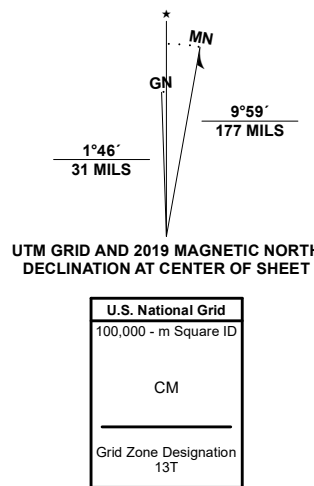 MN
GN
9°59´
177 MILS
1°46´
31 MILS
UTM GRID AND 2019 MAGNETIC NORTH
DECLINATION AT CENTER OF SHEET
U.S. National Grid
100,000 - m Square ID
CM
Grid Zone Designation
13T